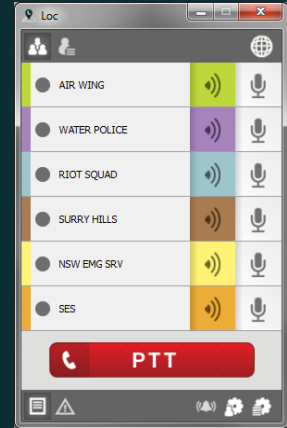 Loc
AIR WING
WATER POLICE
RIOT SQUAD
SURRY HILLS
NSW EMG SRV
SES
PTT